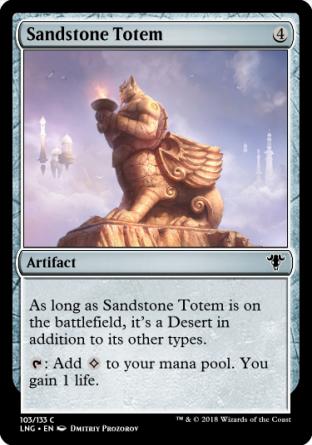 Sandstone Totem 4
Artifact
As long as Sandstone Totem is on
the battlefield, it's a Desert in
addition to its other types.
: Add to your mana pool. You
gain 1 life.
103/133 C
LNG • EN Dmitriy Prozorov
™ & © 2018 Wizards of the Coast